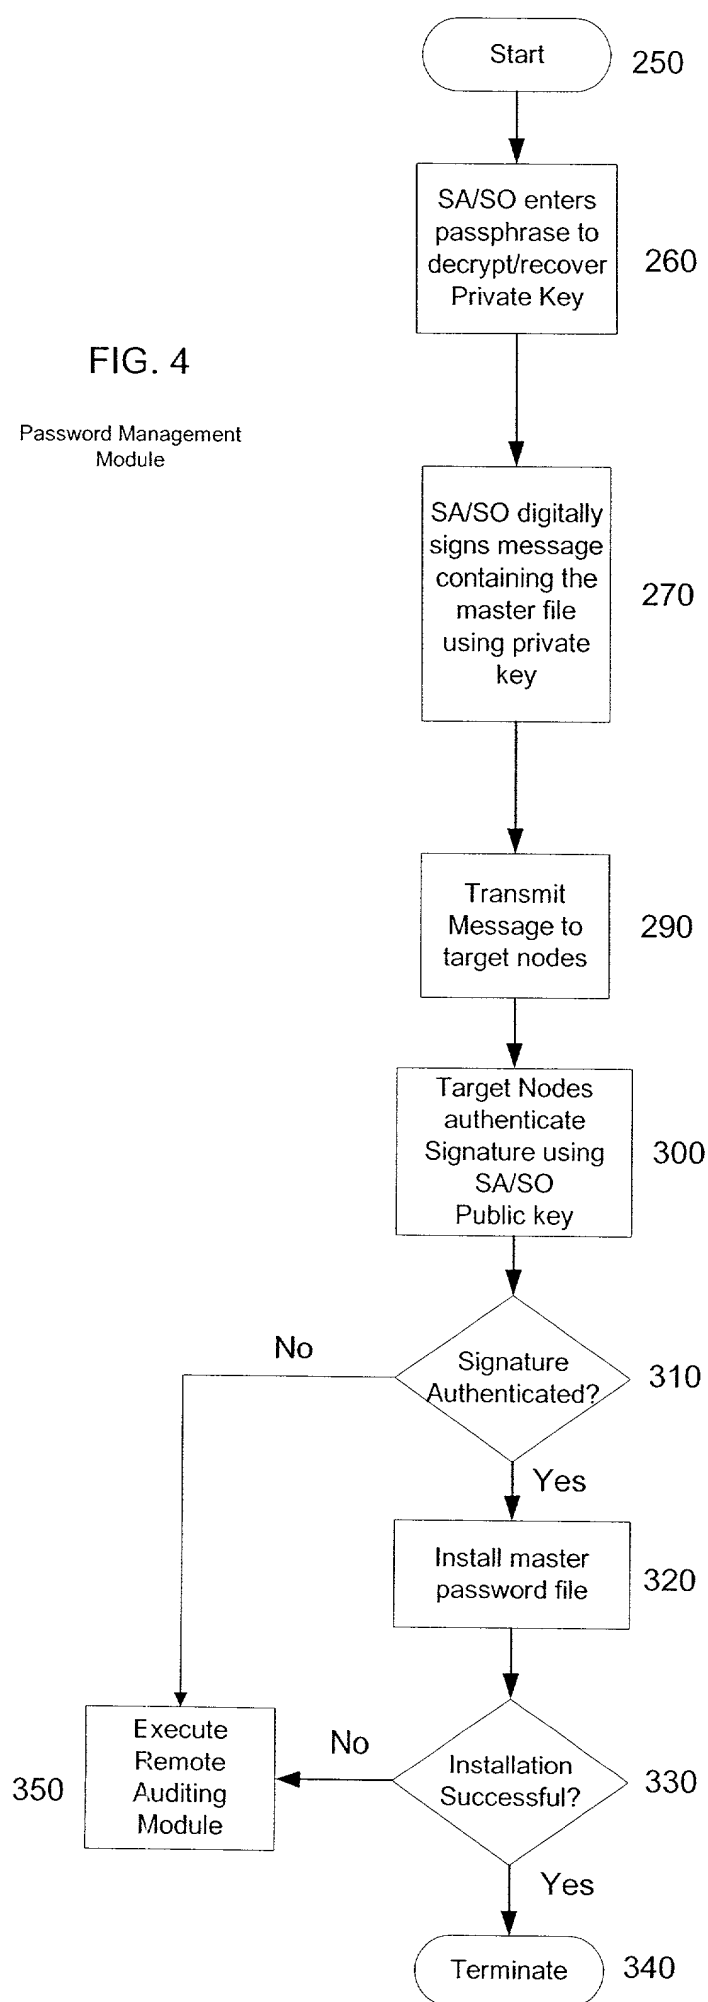 Start
250
SA/SO enters
passphrase to
decrypt/recover
Private Key
260
FIG. 4
Password Management
Module
SA/SO digitally
signs message
containing the
master file
using private
key
270
Transmit
Message to
target nodes
290
Target Nodes
authenticate
Signature using
SA/SO
Public key
300
No
Signature
Authenticated?
310
Yes
Install master
password file
320
Execute
Remote
Auditing
Module
350
No
Installation
Successful?
330
Yes
Terminate
340